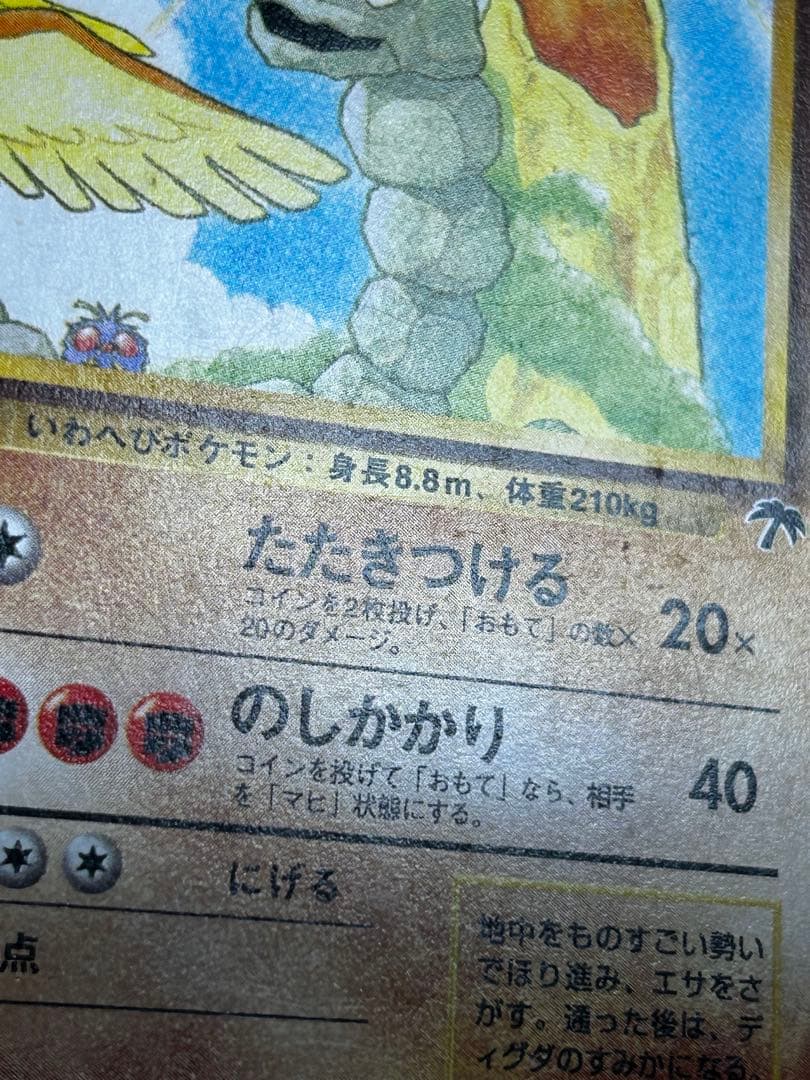 いわへびポケモン：身長8.8m、体重210kg
たたきつける
コインを2枚投げ、「おもて」の数×
20のダメージ。
20×
のしかかり
コインを投げて「おもて」なら、相手
を「マヒ」状態にする。
40
にげる
点
地中をものすごい勢い
でほり進み、エサをさ
がす。通った後は、デ
ィグダのすみかになる。